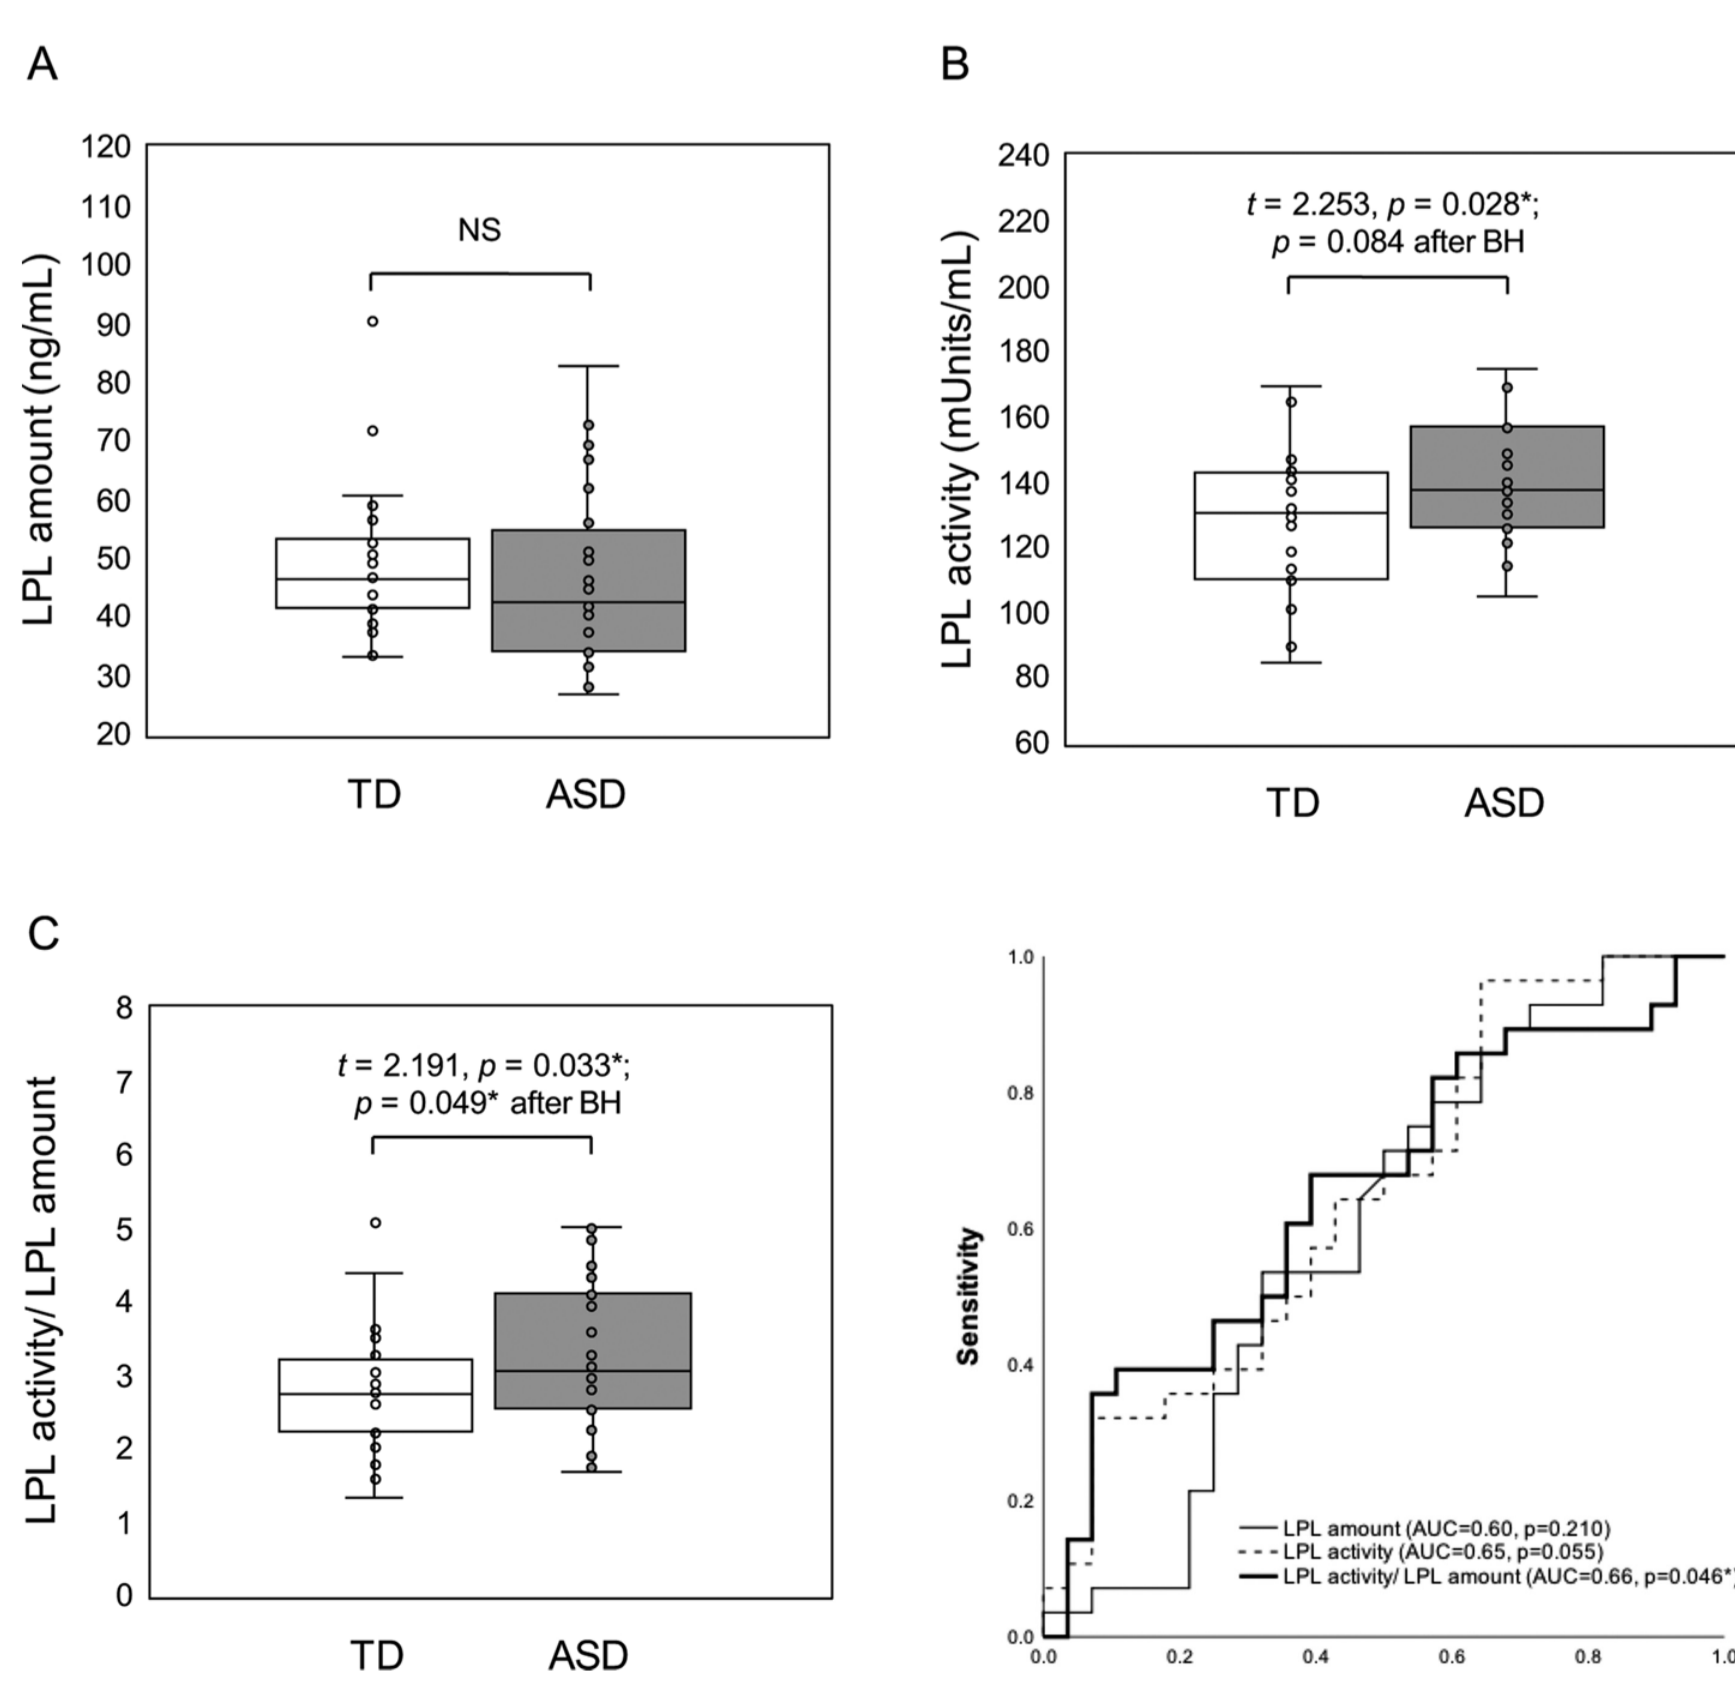 A
LPL amount (ng/mL)
120
110
100
90
80
70
60
50
40
30
20
NS
TD
ASD
B
LPL activity (mUnits/mL)
240
220
200
180
160
140
120
100
80
60
t = 2.253, p = 0.028*;
p = 0.084 after BH
TD
ASD
C
LPL activity/ LPL amount
8
7
6
5
4
3
2
1
0
t = 2.191, p = 0.033*;
p = 0.049* after BH
TD
ASD
Sensitivity
1.0
0.8
0.6
0.4
0.2
0.0
LPL amount (AUC=0.60, p=0.210)
LPL activity (AUC=0.65, p=0.055)
LPL activity/ LPL amount (AUC=0.66, p=0.046*
0.0
0.2
0.4
0.6
0.8
1.0